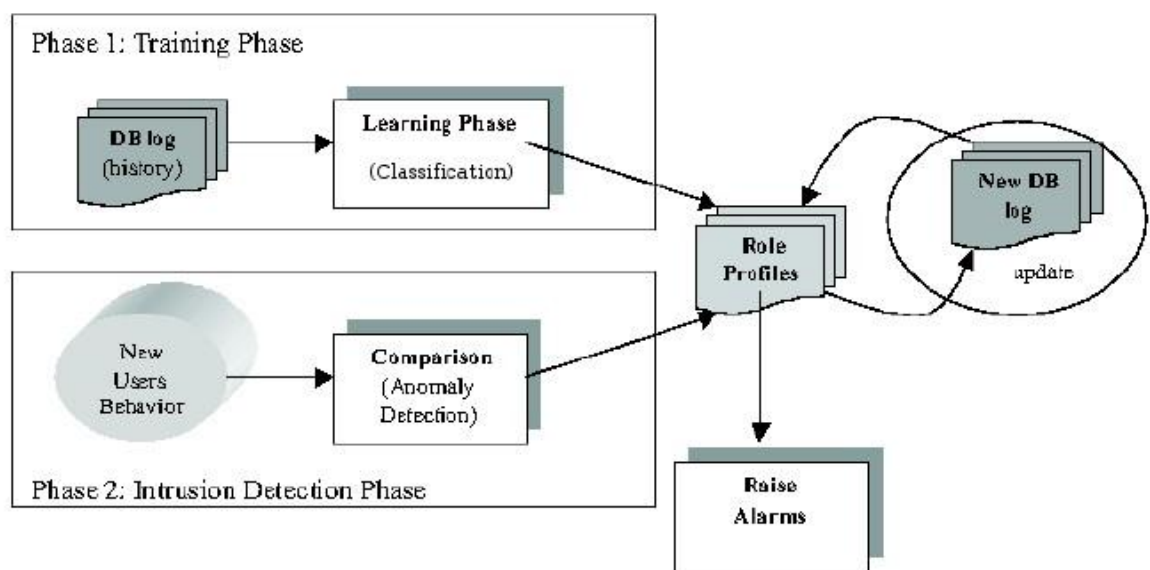 Phase 1: Training Phase
DB log
(history)
Learning Phase
(Classification)
New DB
log
update
Role
Profiles
New
Users
Behavior
Comparison
(Anomaly
Detection)
Phase 2: Intrusion Detection Phase
Raise
Alarms